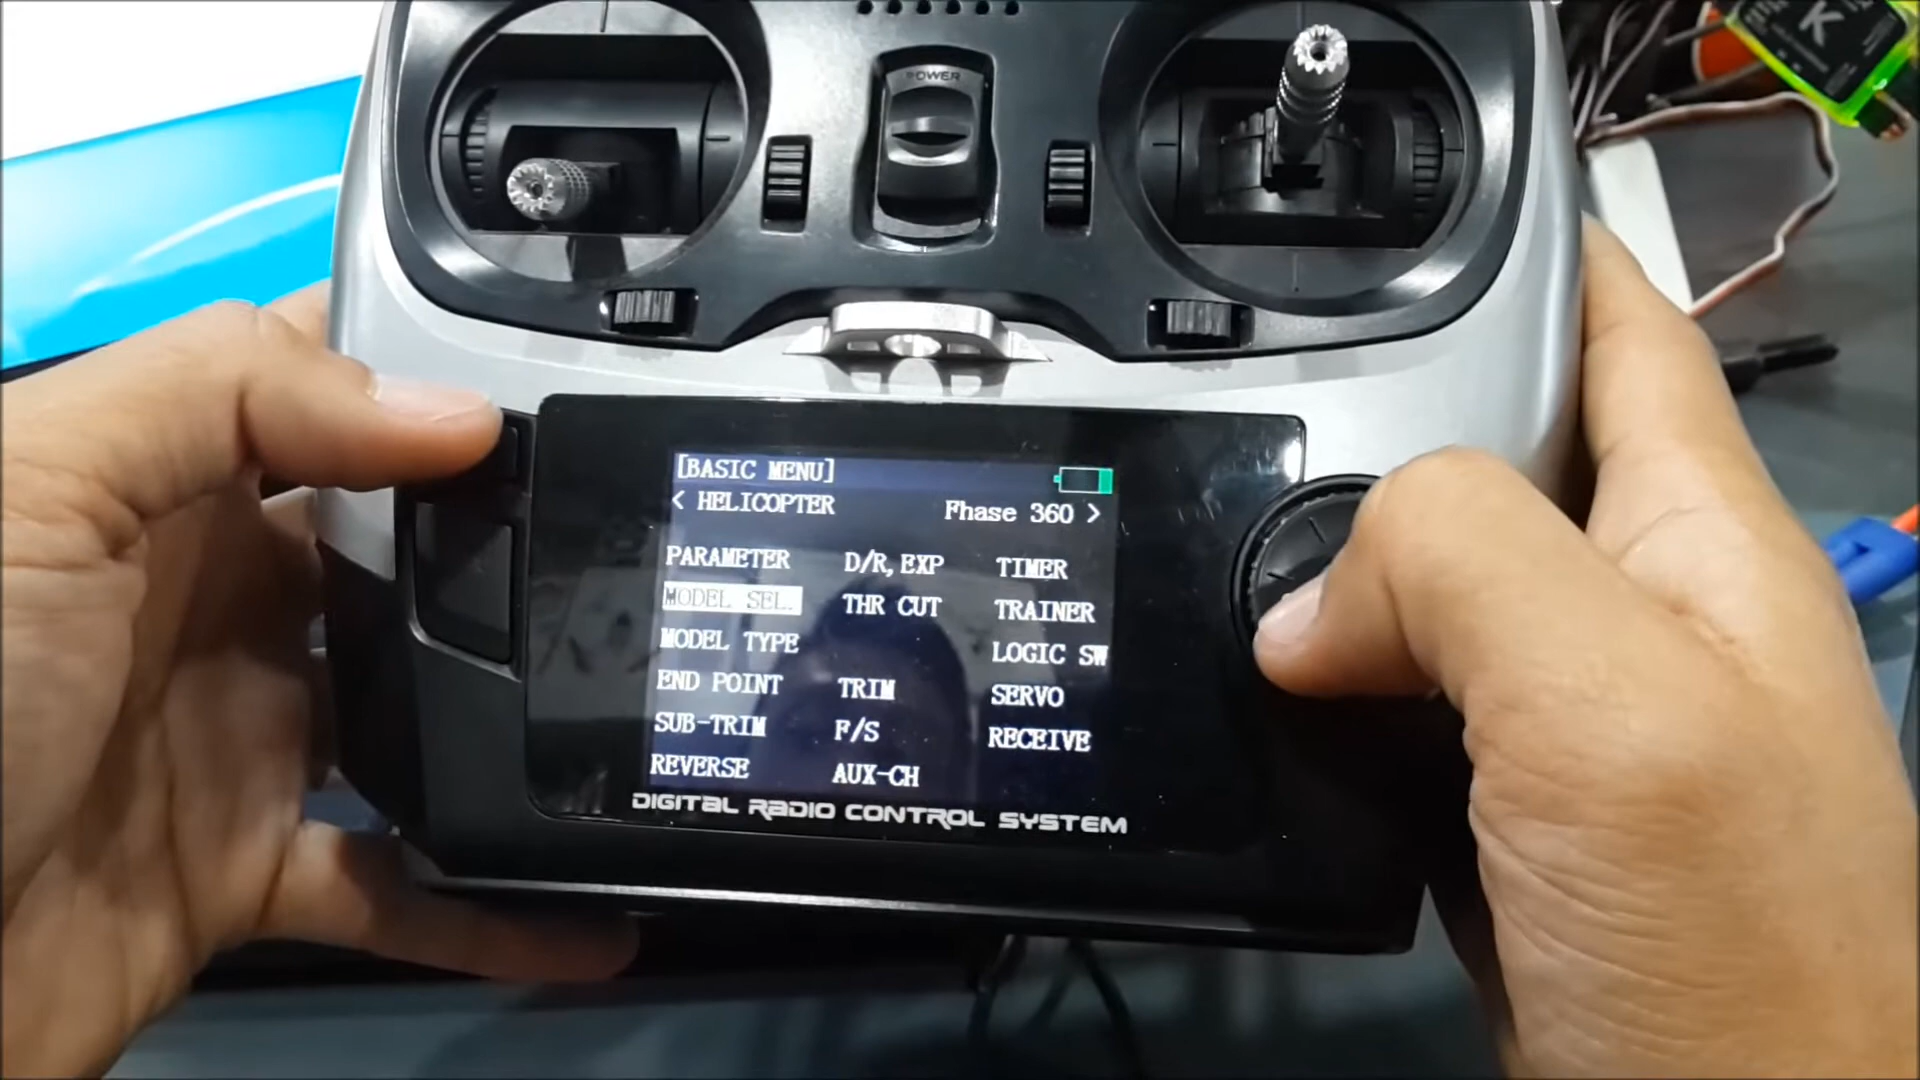 POWER
K
[BASIC MENU]
< HELICOPTER Fhase 360 >
PARAMETER D/R,EXP TIMER
MODEL SEL. THR CUT TRAINER
MODEL TYPE LOGIC SW
END POINT TRIM SERVO
SUB-TRIM F/S RECEIVE
REVERSE AUX-CH
DIGITAL RADIO CONTROL SYSTEM